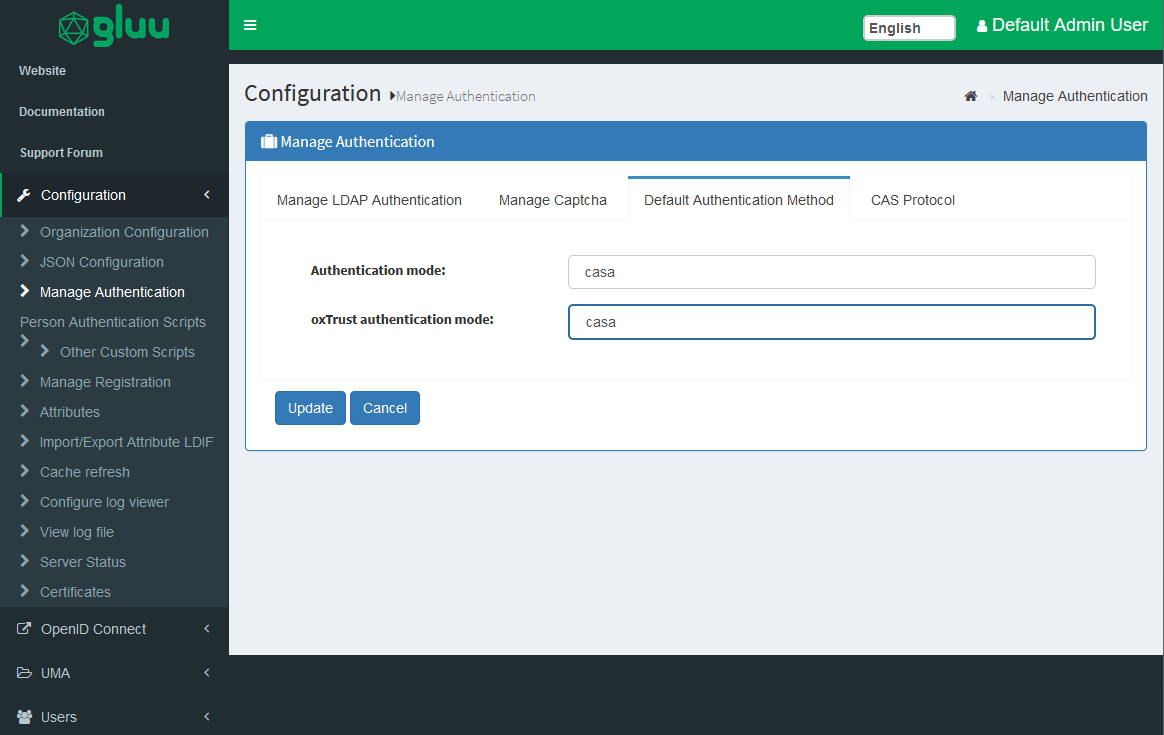 gluu
English
Default Admin User
Website
Documentation
Support Forum
Configuration
Organization Configuration
JSON Configuration
Manage Authentication
Person Authentication Scripts
Other Custom Scripts
Manage Registration
Attributes
Import/Export Attribute LDIF
Cache refresh
Configure log viewer
View log file
Server Status
Certificates
OpenID Connect
UMA
Users
Configuration Manage Authentication
> Manage Authentication
Manage Authentication
Manage LDAP Authentication Manage Captcha Default Authentication Method CAS Protocol
Authentication mode: casa
oxTrust authentication mode: casa
Update Cancel